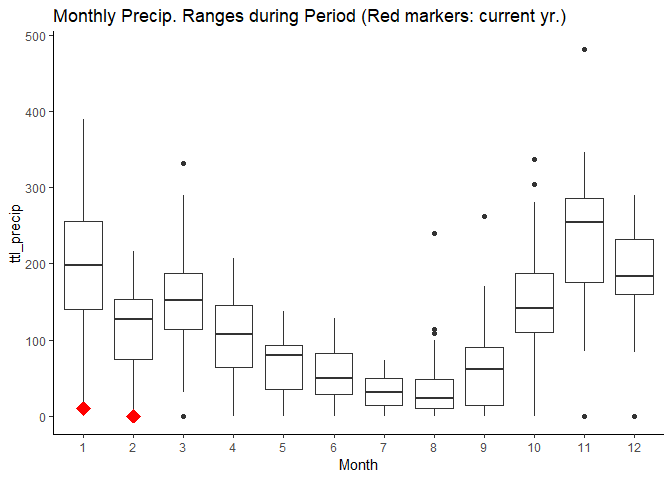 Monthly Precip. Ranges during Period (Red markers: current yr.)
500
400
300
200
100
0
ttl_precip
1 2 3 4 5 6 7 8 9 10 11 12
Month